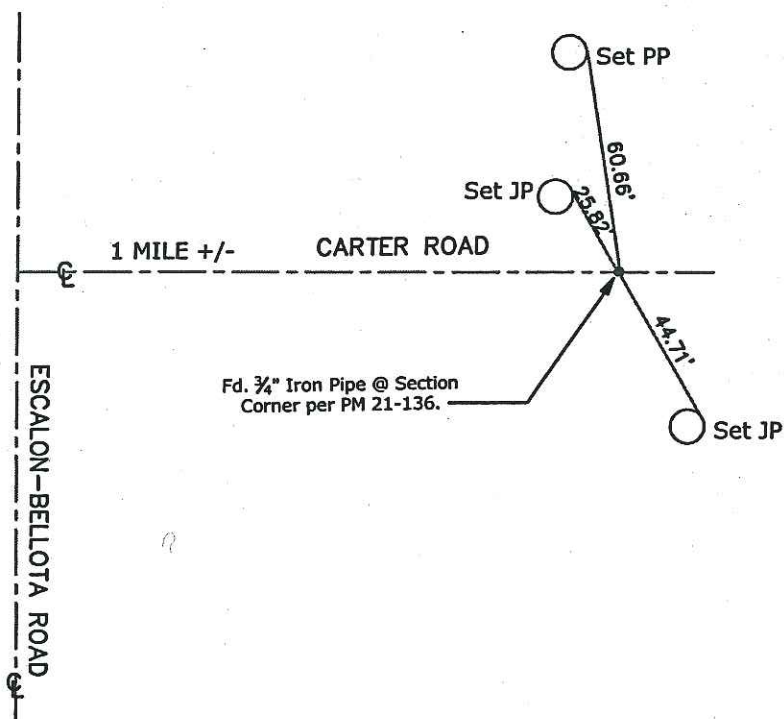 Set PP
60.66'
Set JP
25.82'
1 MILE +/-
CARTER ROAD
℄
44.71'
Fd. ¾" Iron Pipe @ Section
Corner per PM 21-136.
Set JP
ESCALON-BELLOTA ROAD
℄